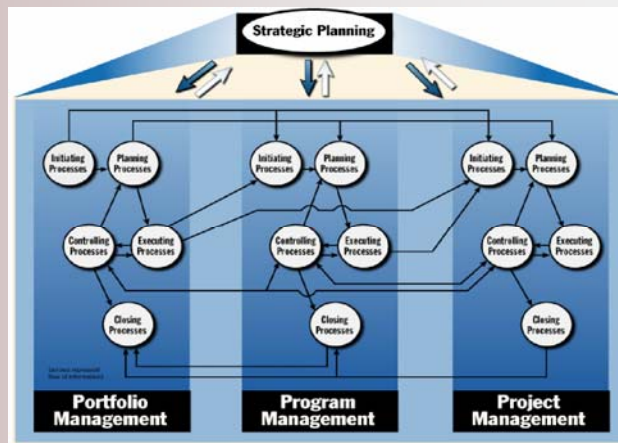 Strategic Planning
Initiating
Processes
Planning
Processes
Initiating
Processes
Planning
Processes
Initiating
Processes
Planning
Processes
Controlling
Processes
Executing
Processes
Controlling
Processes
Executing
Processes
Controlling
Processes
Executing
Processes
Closing
Processes
Closing
Processes
Closing
Processes
Portfolio
Management
Program
Management
Project
Management